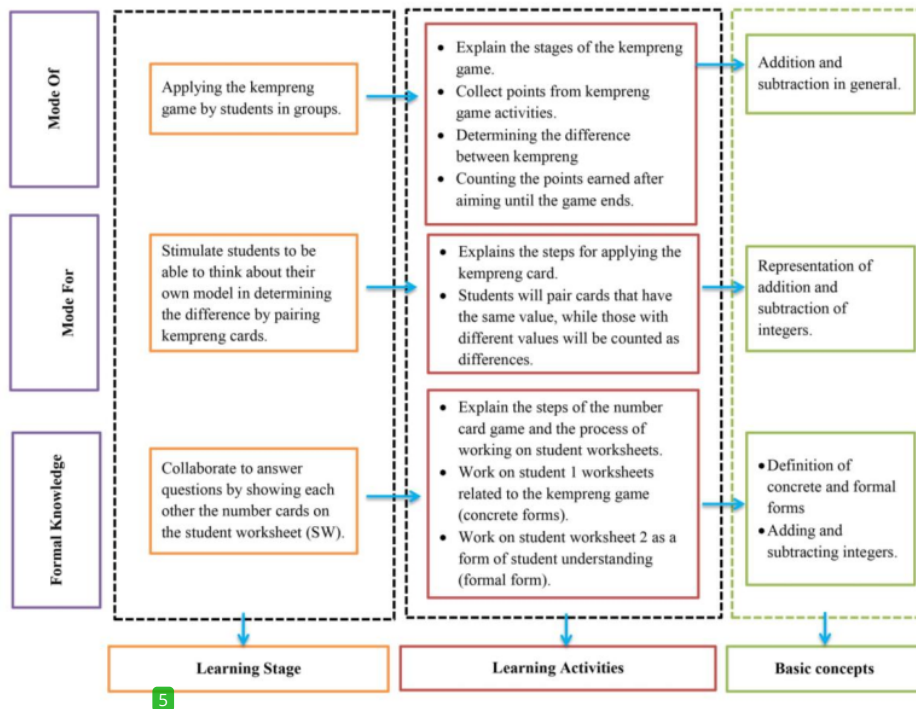 Mode Of
Applying the kempreng
game by students in groups.
• Explain the stages of the kempreng
game.
• Collect points from kempreng
game activities.
• Determining the difference
between kempreng
• Counting the points earned after
aiming until the game ends.
Addition and
subtraction in general.
Mode For
Stimulate students to be
able to think about their
own model in determining
the difference by pairing
kempreng cards.
• Explains the steps for applying the
kempreng card.
• Students will pair cards that have
the same value, while those with
different values will be counted as
differences.
Representation of
addition and
subtraction of
integers.
Formal Knowledge
Collaborate to answer
questions by showing each
other the number cards on
the student worksheet (SW).
• Explain the steps of the number
card game and the process of
working on student worksheets.
• Work on student 1 worksheets
related to the kempreng game
(concrete forms).
• Work on student worksheet 2 as a
form of student understanding
(formal form).
• Definition of
concrete and formal
forms
• Adding and
subtracting integers.
Learning Stage
Learning Activities
Basic concepts
5